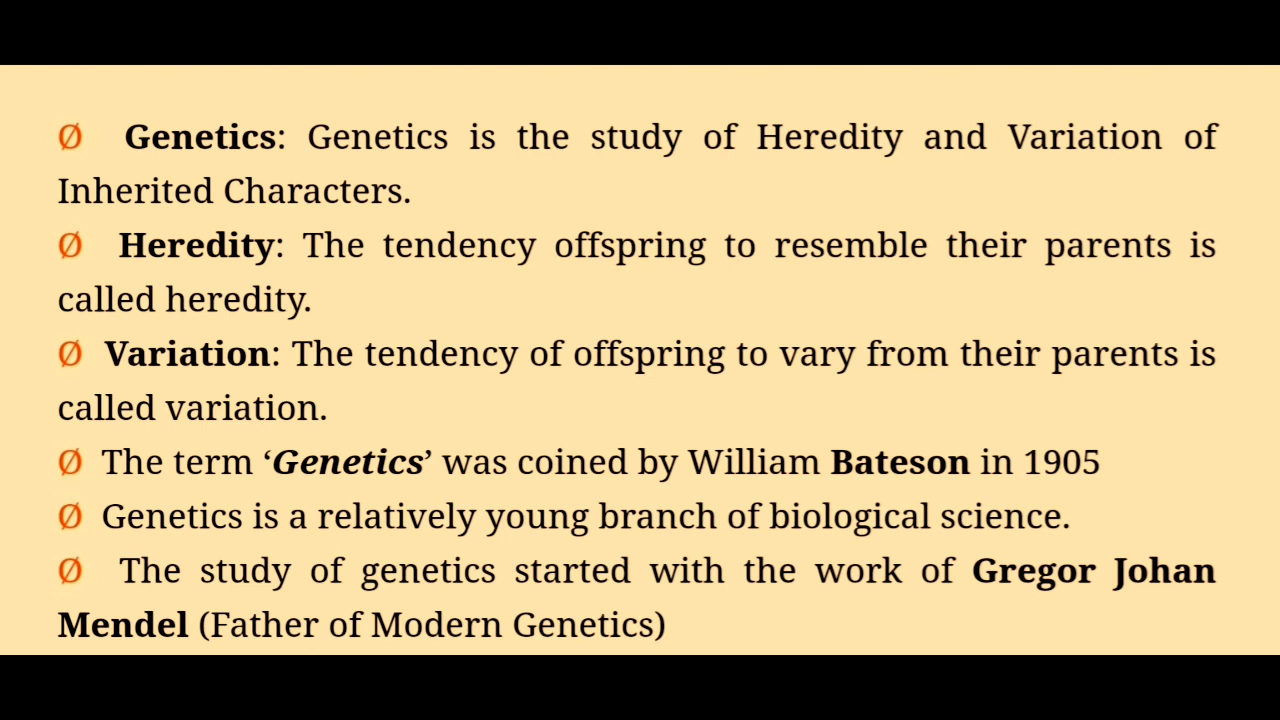 Ø Genetics: Genetics is the study of Heredity and Variation of
Inherited Characters.
Ø Heredity: The tendency offspring to resemble their parents is
called heredity.
Ø Variation: The tendency of offspring to vary from their parents is
called variation.
Ø The term ‘Genetics’ was coined by William Bateson in 1905
Ø Genetics is a relatively young branch of biological science.
Ø The study of genetics started with the work of Gregor Johan
Mendel (Father of Modern Genetics)